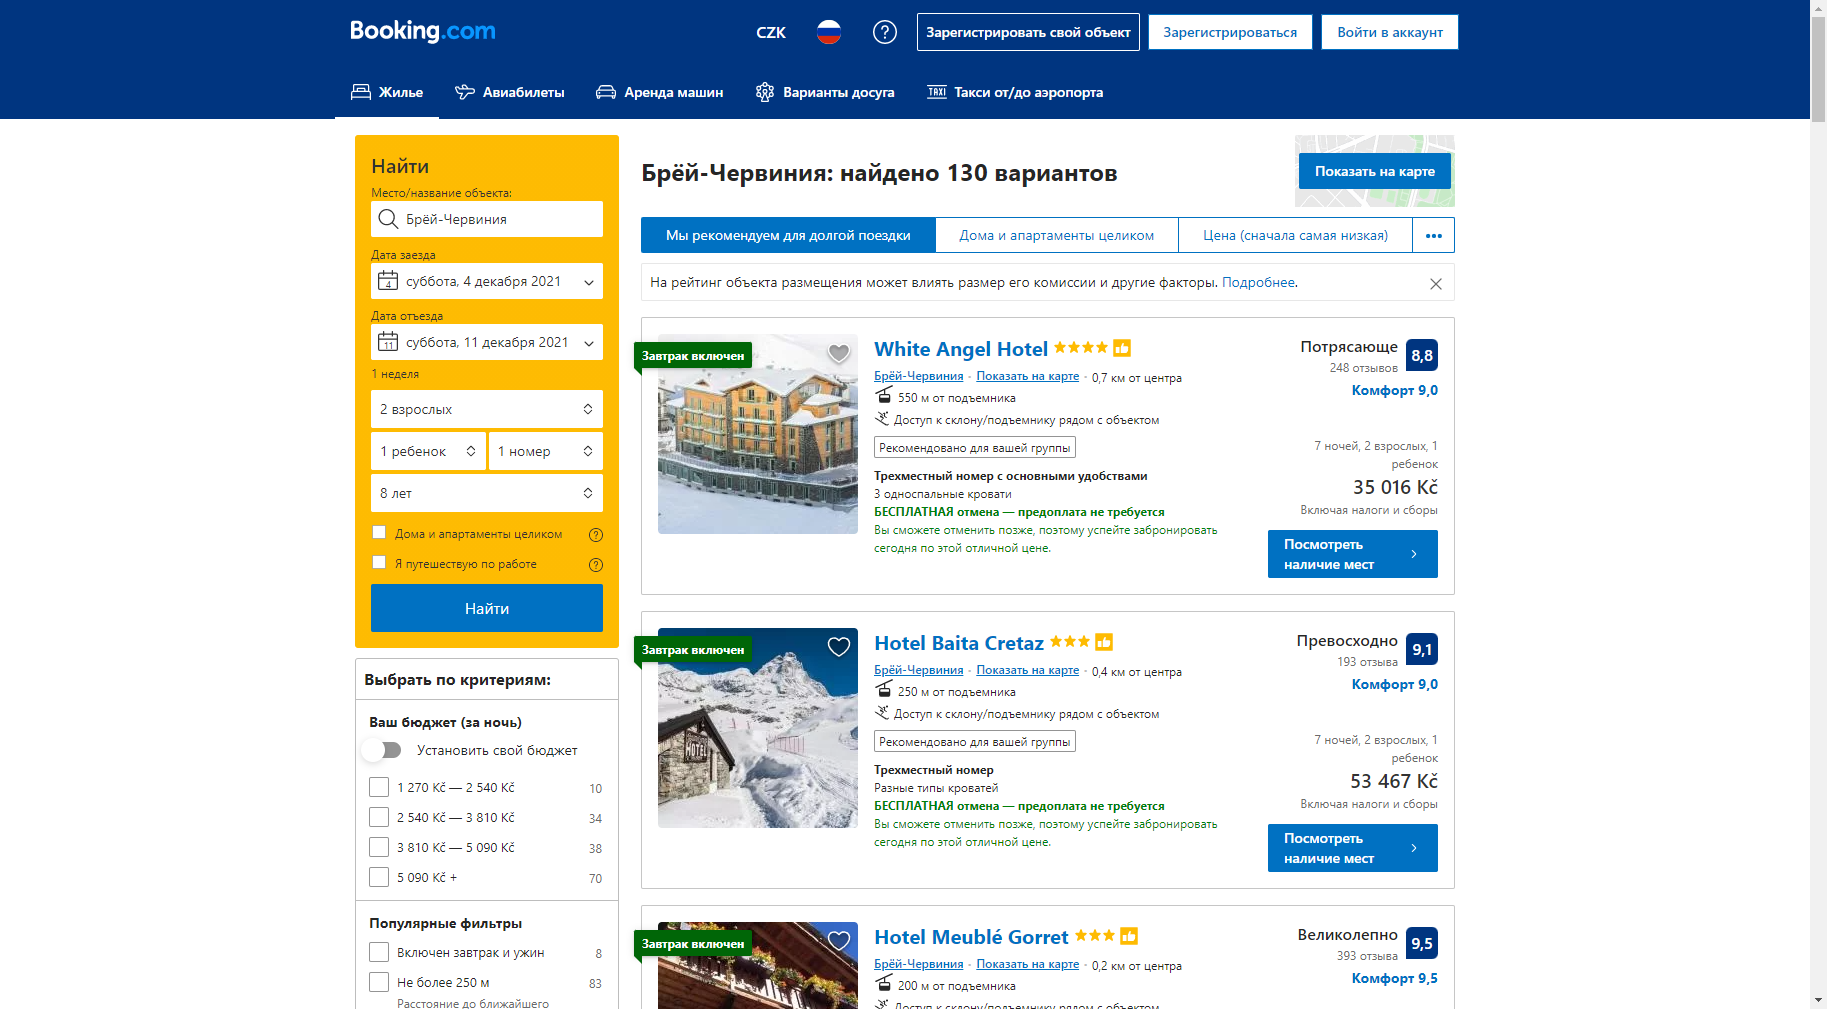 Booking.com
CZK
Зарегистрировать свой объект
Зарегистрироваться
Войти в аккаунт
Жилье
Авиабилеты
Аренда машин
Варианты досуга
TAXI Такси от/до аэропорта
Найти
Место/название объекта:
Брёй-Червиния
Дата заезда
4 суббота, 4 декабря 2021
Дата отъезда
11 суббота, 11 декабря 2021
1 неделя
2 взрослых
1 ребенок
1 номер
8 лет
Дома и апартаменты целиком
Я путешествую по работе
Найти
Выбрать по критериям:
Ваш бюджет (за ночь)
Установить свой бюджет
1 270 Kč — 2 540 Kč 10
2 540 Kč — 3 810 Kč 34
3 810 Kč — 5 090 Kč 38
5 090 Kč + 70
Популярные фильтры
Включен завтрак и ужин 8
Не более 250 м 83
Расстояние до ближайшего
Брёй-Червиния: найдено 130 вариантов
Показать на карте
Мы рекомендуем для долгой поездки
Дома и апартаменты целиком
Цена (сначала самая низкая)
На рейтинг объекта размещения может влиять размер его комиссии и другие факторы. Подробнее.
Завтрак включен
White Angel Hotel
Брёй-Червиния · Показать на карте · 0,7 км от центра
550 м от подъемника
Доступ к склону/подъемнику рядом с объектом
Рекомендовано для вашей группы
Трехместный номер с основными удобствами
3 односпальные кровати
БЕСПЛАТНАЯ отмена — предоплата не требуется
Вы сможете отменить позже, поэтому успейте забронировать
сегодня по этой отличной цене.
Потрясающе 8,8
248 отзывов
Комфорт 9,0
7 ночей, 2 взрослых, 1
ребенок
35 016 Kč
Включая налоги и сборы
Посмотреть
наличие мест
Завтрак включен
HOTEL
Hotel Baita Cretaz
Брёй-Червиния · Показать на карте · 0,4 км от центра
250 м от подъемника
Доступ к склону/подъемнику рядом с объектом
Рекомендовано для вашей группы
Трехместный номер
Разные типы кроватей
БЕСПЛАТНАЯ отмена — предоплата не требуется
Вы сможете отменить позже, поэтому успейте забронировать
сегодня по этой отличной цене.
Превосходно 9,1
193 отзыва
Комфорт 9,0
7 ночей, 2 взрослых, 1
ребенок
53 467 Kč
Включая налоги и сборы
Посмотреть
наличие мест
Завтрак включен
Hotel Meublé Gorret
Брёй-Червиния · Показать на карте · 0,2 км от центра
200 м от подъемника
Доступ к склону/подъемнику рядом с объектом
Великолепно 9,5
393 отзыва
Комфорт 9,5